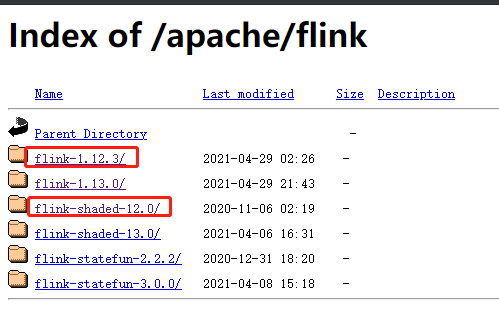 Index of /apache/flink
Name Last modified Size Description
Parent Directory -
flink-1.12.3/ 2021-04-29 02:26 -
flink-1.13.0/ 2021-04-29 21:43 -
flink-shaded-12.0/ 2020-11-06 02:19 -
flink-shaded-13.0/ 2021-04-06 16:31 -
flink-statefun-2.2.2/ 2020-12-31 18:20 -
flink-statefun-3.0.0/ 2021-04-08 15:18 -